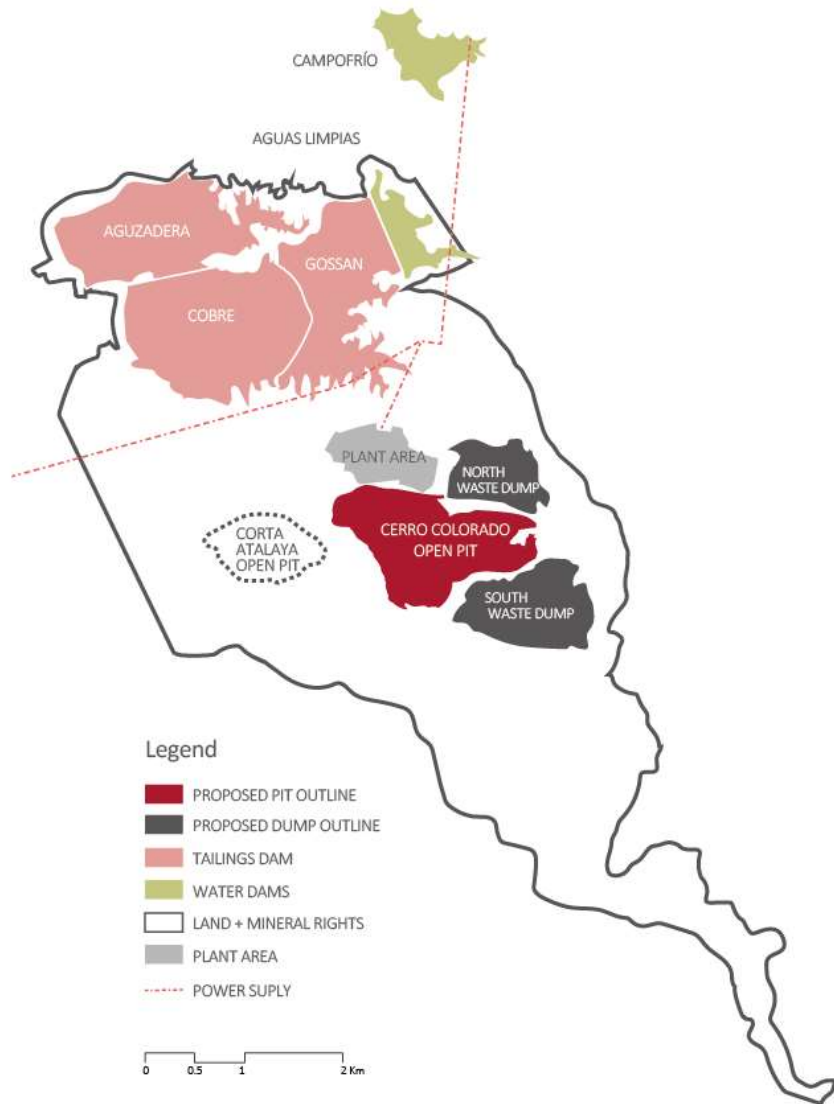 CAMPOFRÍO
AGUAS LIMPIAS
AGUZADERA
GOSSAN
COBRE
PLANT AREA
NORTH
WASTE DUMP
CERRO COLORADO
OPEN PIT
CORTA
ATALAYA
OPEN PIT
SOUTH
WASTE DUMP
Legend
PROPOSED PIT OUTLINE
PROPOSED DUMP OUTLINE
TAILINGS DAM
WATER DAMS
LAND + MINERAL RIGHTS
PLANT AREA
POWER SUPLY
0 0.5 1 2 Km